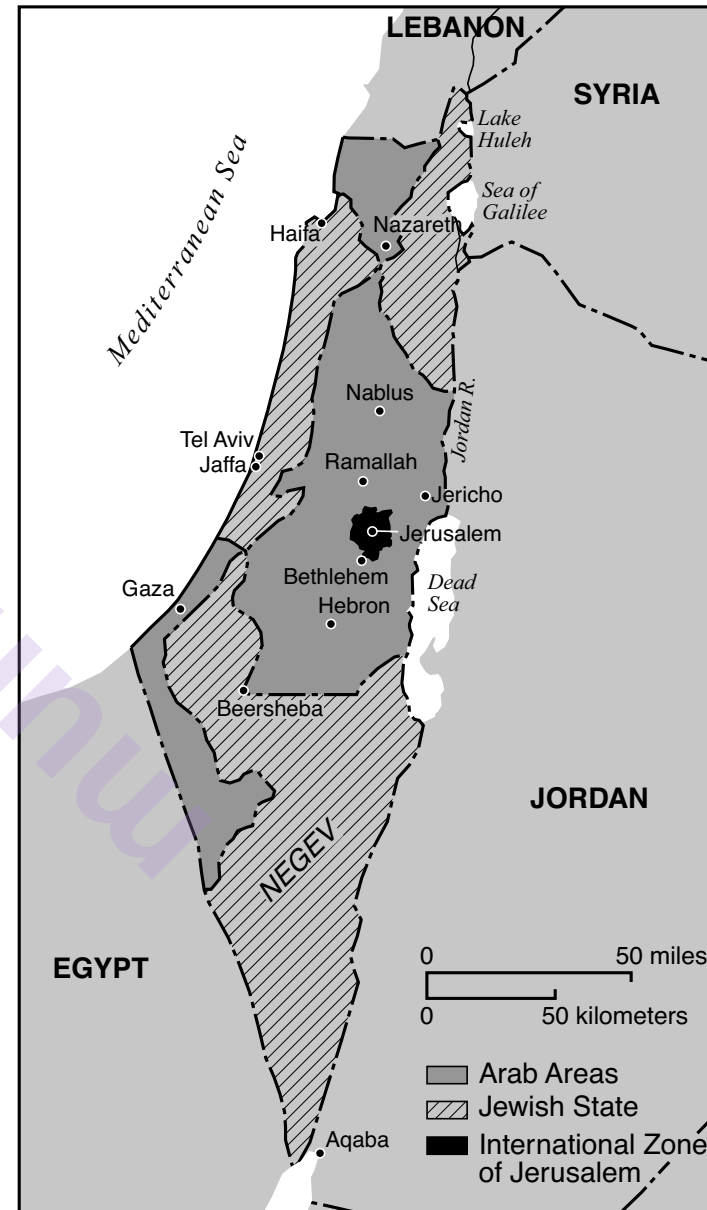 LEBANON
SYRIA
Lake
Huleh
Sea of
Galilee
Mediterranean Sea
Haifa
Nazareth
Nablus
Jordan R.
Tel Aviv
Jaffa
Ramallah
Jericho
Jerusalem
Bethlehem
Dead
Sea
Gaza
Hebron
Beersheba
JORDAN
NEGEV
EGYPT
0 50 miles
0 50 kilometers
Arab Areas
Jewish State
International Zone
of Jerusalem
Aqaba